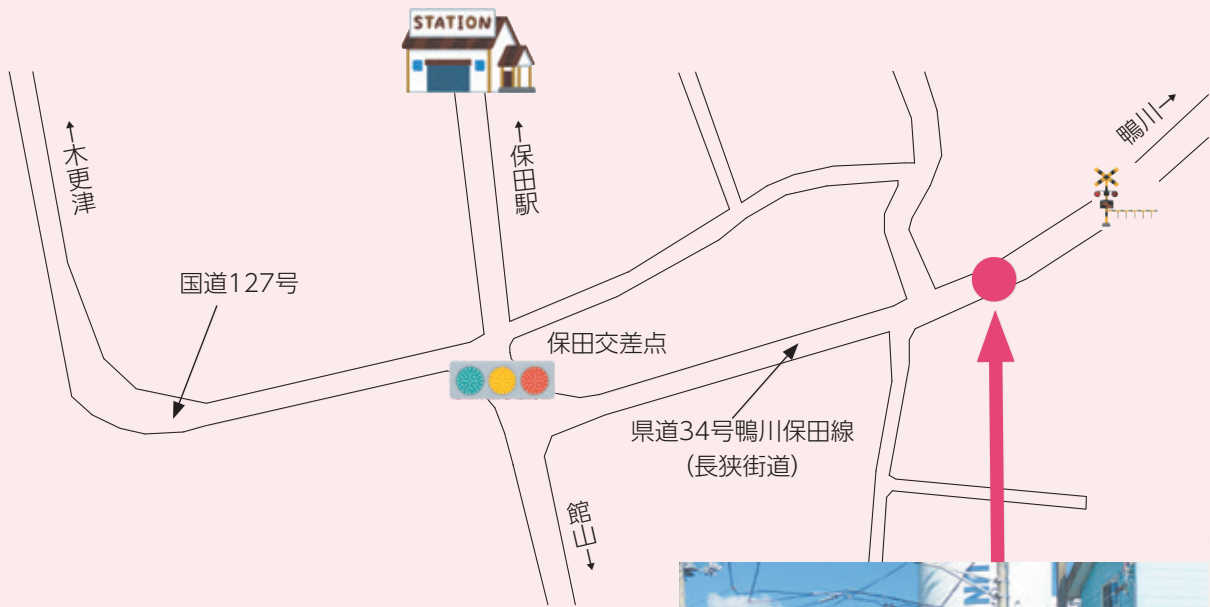 STATION
←木更津
←保田駅
鴨川→
国道127号
保田交差点
県道34号鴨川保田線
(長狭街道)
館山→